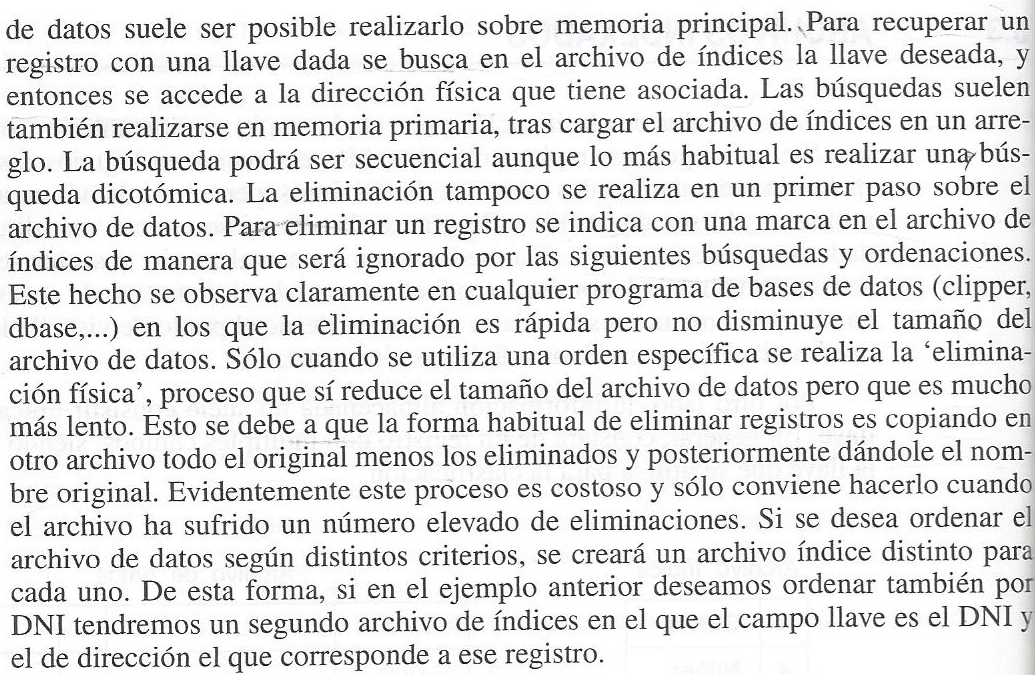 de datos suele ser posible realizarlo sobre memoria principal. Para recuperar un
registro con una llave dada se busca en el archivo de índices la llave deseada, y
entonces se accede a la dirección física que tiene asociada. Las búsquedas suelen
también realizarse en memoria primaria, tras cargar el archivo de índices en un arre-
glo. La búsqueda podrá ser secuencial aunque lo más habitual es realizar una bús-
queda dicotómica. La eliminación tampoco se realiza en un primer paso sobre el
archivo de datos. Para eliminar un registro se indica con una marca en el archivo de
índices de manera que será ignorado por las siguientes búsquedas y ordenaciones.
Este hecho se observa claramente en cualquier programa de bases de datos (clipper,
dbase,...) en los que la eliminación es rápida pero no disminuye el tamaño del
archivo de datos. Sólo cuando se utiliza una orden específica se realiza la ‘elimina-
ción física’, proceso que sí reduce el tamaño del archivo de datos pero que es mucho
más lento. Esto se debe a que la forma habitual de eliminar registros es copiando en
otro archivo todo el original menos los eliminados y posteriormente dándole el nom-
bre original. Evidentemente este proceso es costoso y sólo conviene hacerlo cuando
el archivo ha sufrido un número elevado de eliminaciones. Si se desea ordenar el
archivo de datos según distintos criterios, se creará un archivo índice distinto para
cada uno. De esta forma, si en el ejemplo anterior deseamos ordenar también por
DNI tendremos un segundo archivo de índices en el que el campo llave es el DNI y
el de dirección el que corresponde a ese registro.